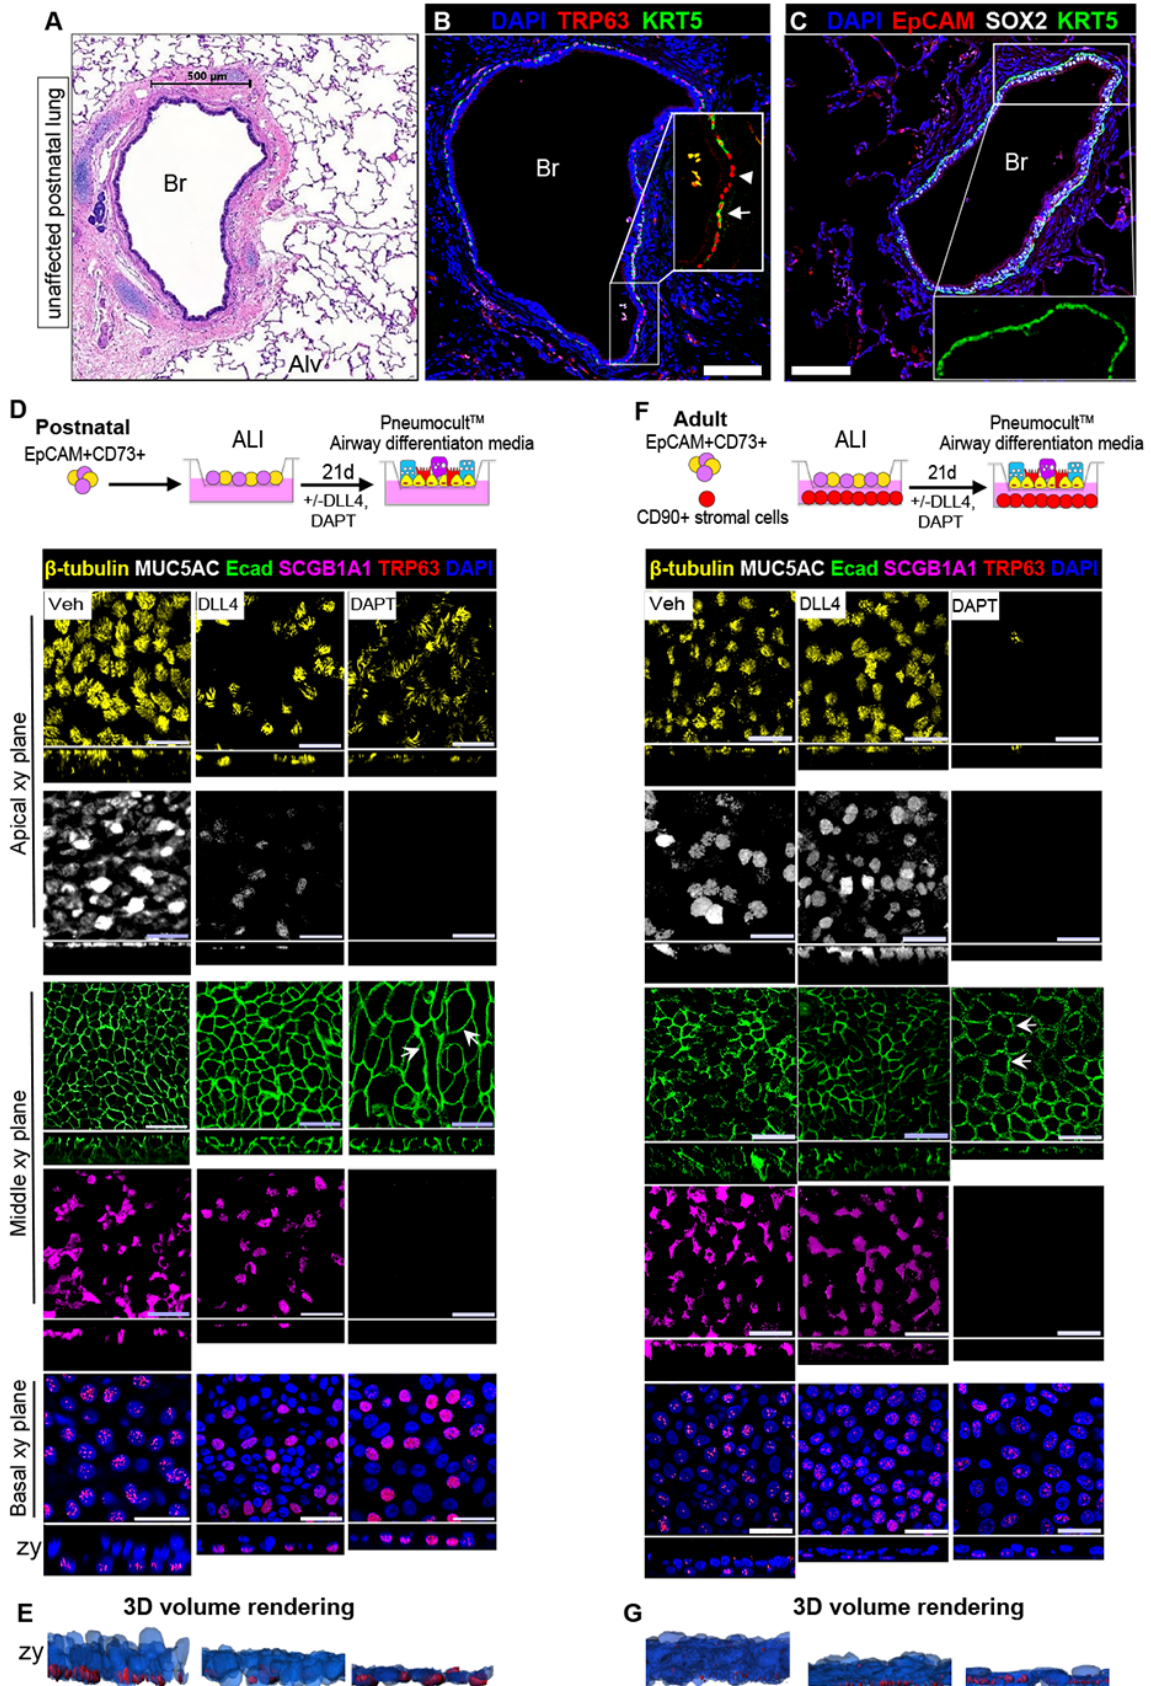 A
500 µm
unaffected postnatal lung
Br
Alv
B DAPI TRP63 KRT5
Br
C DAPI EpCAM SOX2 KRT5
Br
D
Postnatal
EpCAM+CD73+
ALI
21d
+/-DLL4,
DAPT
Pneumocult™
Airway differentiaton media
β-tubulin MUC5AC Ecad SCGB1A1 TRP63 DAPI
Veh DLL4 DAPT
Apical xy plane
Middle xy plane
Basal xy plane
zy
E 3D volume rendering
zy
F
Adult
EpCAM+CD73+
CD90+ stromal cells
ALI
21d
+/-DLL4,
DAPT
Pneumocult™
Airway differentiaton media
β-tubulin MUC5AC Ecad SCGB1A1 TRP63 DAPI
Veh DLL4 DAPT
G 3D volume rendering